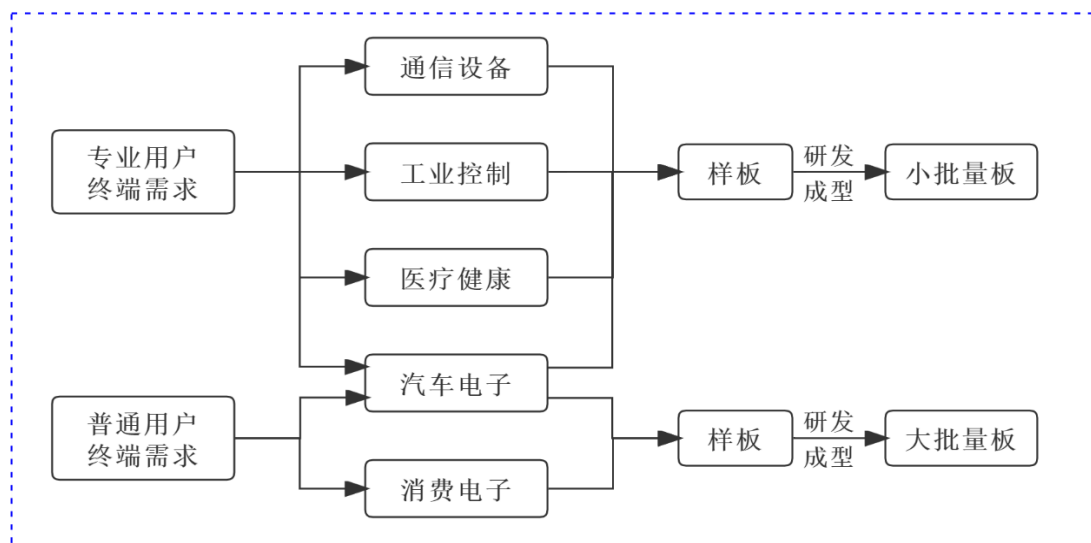 通信设备
专业用户
终端需求
工业控制
样板
研发
成型
小批量板
医疗健康
汽车电子
普通用户
终端需求
样板
研发
成型
大批量板
消费电子